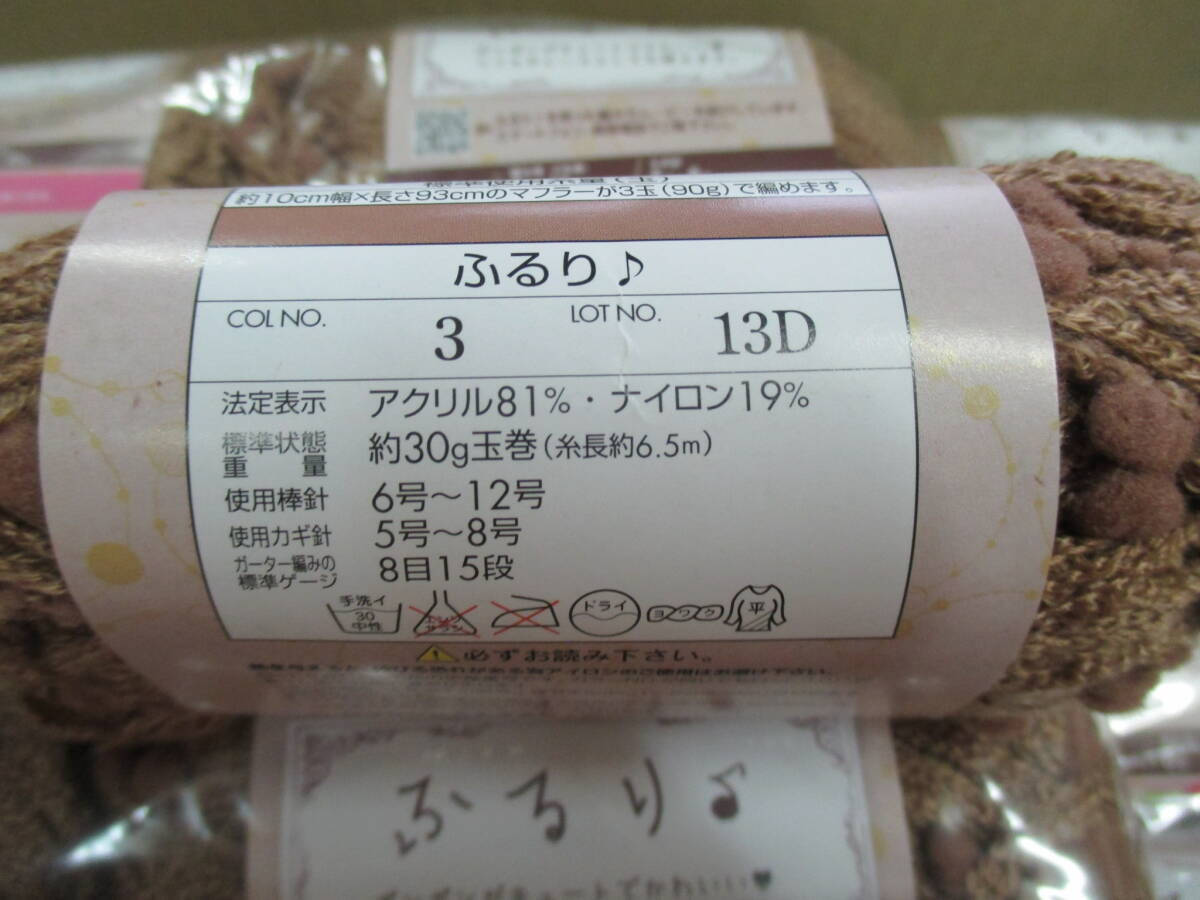 約10cm幅×長さ93cmのマフラーが3玉(90g)で編めます。
ふるり♪
COL NO. 3 LOT NO. 13D
法定表示 アクリル81%・ナイロン19%
標準状態重量 約30g玉巻(糸長約6.5m)
使用棒針 6号～12号
使用カギ針 5号～8号
ガーター編みの標準ゲージ 8目15段
手洗イ 30 中性 ドライ ヨワク 平
必ずお読み下さい。
ふるり♪